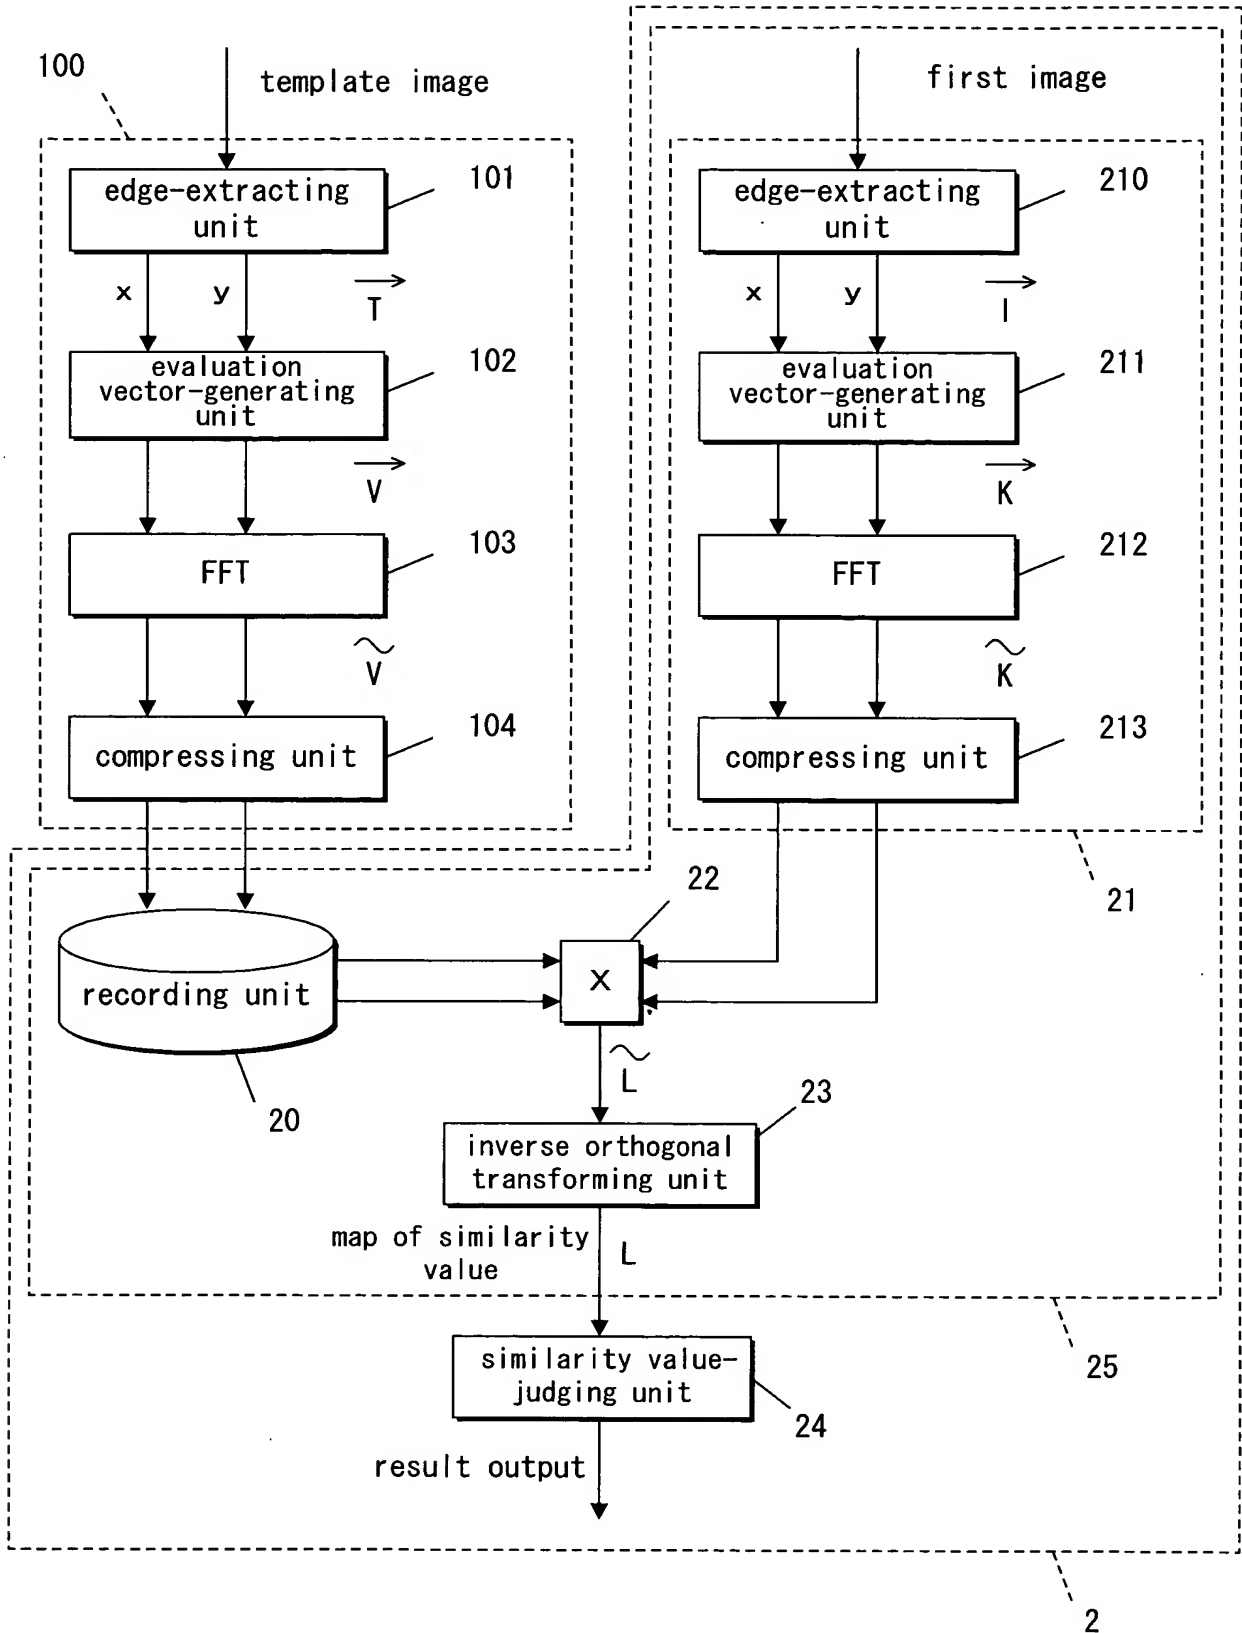 100
template image
edge-extracting
unit
101
x
y
T
evaluation
vector-generating
unit
102
V
FFT
103
V
compressing unit
104
first image
edge-extracting
unit
210
x
y
I
evaluation
vector-generating
unit
211
K
FFT
212
K
compressing unit
213
21
recording unit
20
22
X
L
inverse orthogonal
transforming unit
23
map of similarity
value
L
25
similarity value-
judging unit
24
result output
2